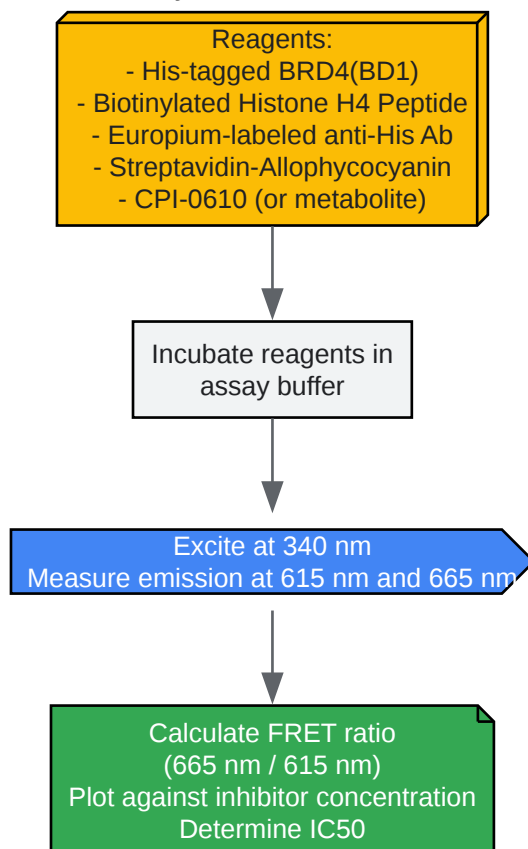 Reagents:
- His-tagged BRD4(BD1)
- Biotinylated Histone H4 Peptide
- Europium-labeled anti-His Ab
- Streptavidin-Allophycocyanin
- CPI-0610 (or metabolite)
Incubate reagents in
assay buffer
Excite at 340 nm
Measure emission at 615 nm and 665 nm
Calculate FRET ratio
(665 nm / 615 nm)
Plot against inhibitor concentration
Determine IC50